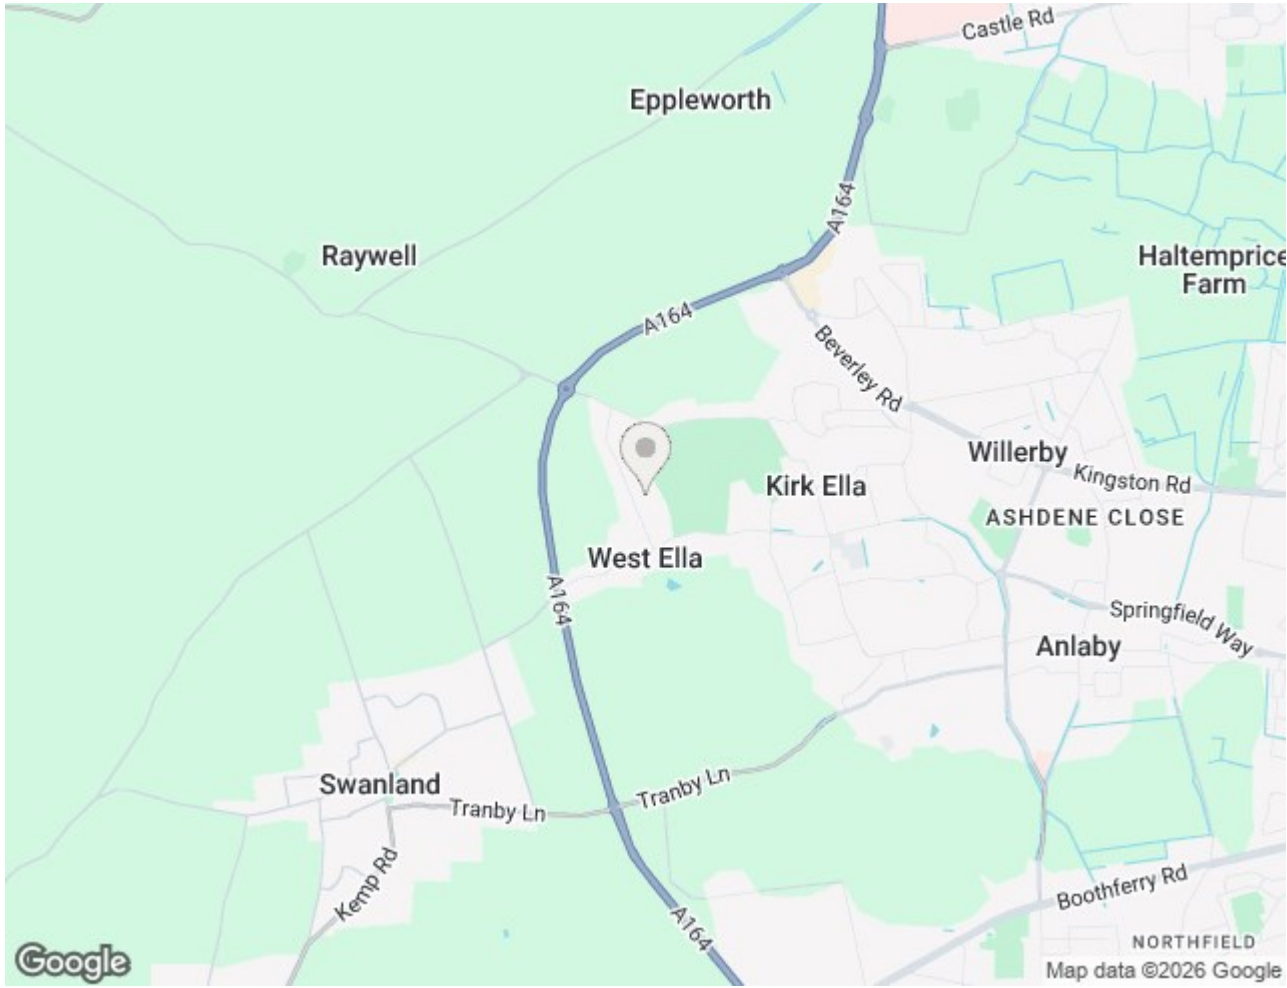 Castle Rd
Eppleworth
A164
Raywell
Haltemprice
Farm
A164
Beverley Rd
Willerby
Kingston Rd
Kirk Ella
ASHDENE CLOSE
West Ella
A164
Springfield Way
Anlaby
Swanland
Tranby Ln
Tranby Ln
Kemp Rd
Boothferry Rd
A164
NORTHFIELD
Google
Map data ©2026 Google